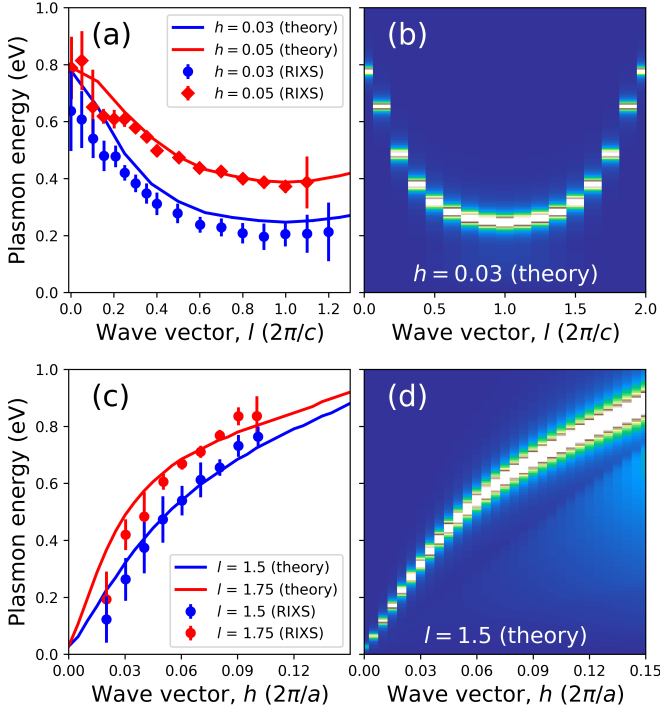 (a)
h = 0.03 (theory)
h = 0.05 (theory)
h = 0.03 (RIXS)
h = 0.05 (RIXS)
Plasmon energy (eV)
1.0
0.8
0.6
0.4
0.2
0.0
0.0 0.2 0.4 0.6 0.8 1.0 1.2
Wave vector, l (2π/c)
(b)
h = 0.03 (theory)
0.0 0.5 1.0 1.5 2.0
Wave vector, l (2π/c)
(c)
Plasmon energy (eV)
1.0
0.8
0.6
0.4
0.2
0.0
l = 1.5 (theory)
l = 1.75 (theory)
l = 1.5 (RIXS)
l = 1.75 (RIXS)
0.00 0.03 0.06 0.09 0.12
Wave vector, h (2π/a)
(d)
l = 1.5 (theory)
0.00 0.03 0.06 0.09 0.12 0.15
Wave vector, h (2π/a)